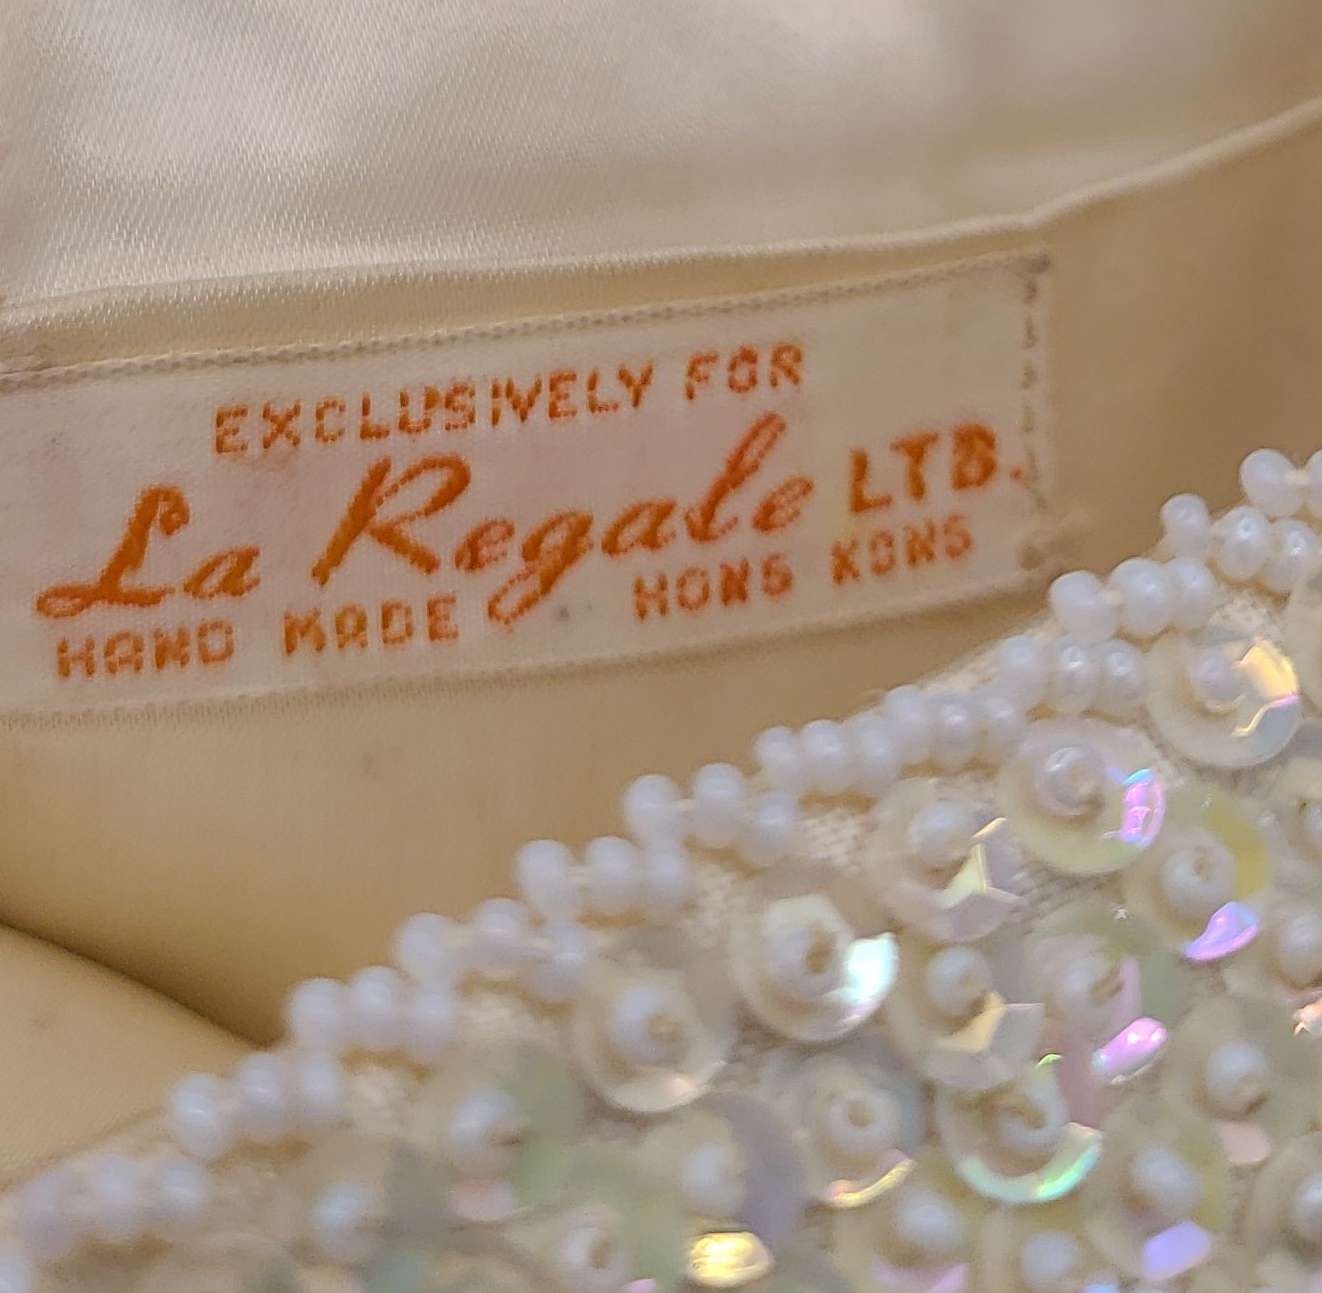 EXCLUSIVELY FOR
La Regale LTD.
HAND MADE HONG KONG